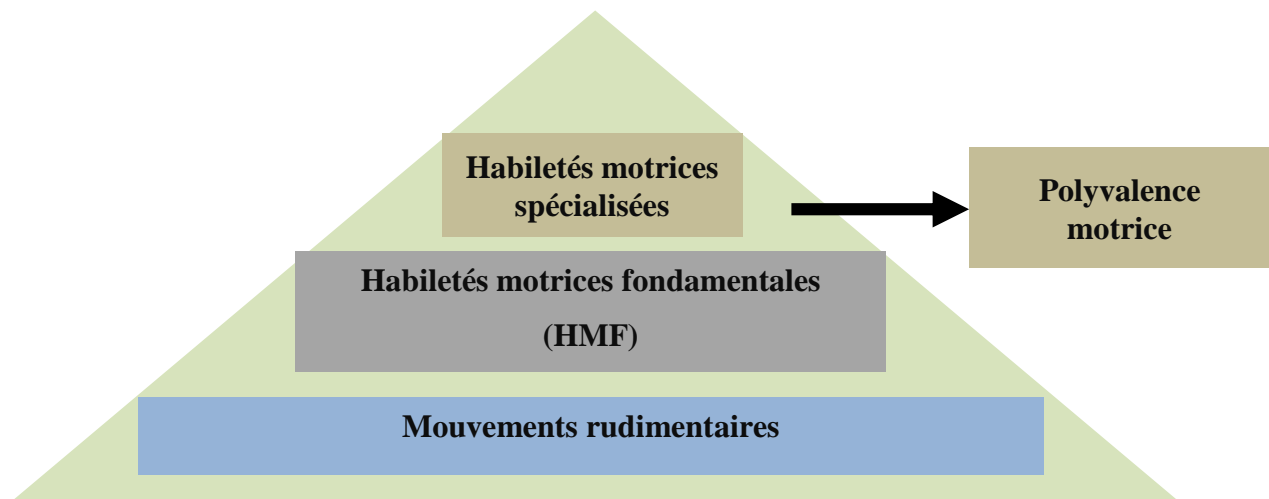 Habiletés motrices
spécialisées
Polyvalence
motrice
Habiletés motrices fondamentales
(HMF)
Mouvements rudimentaires